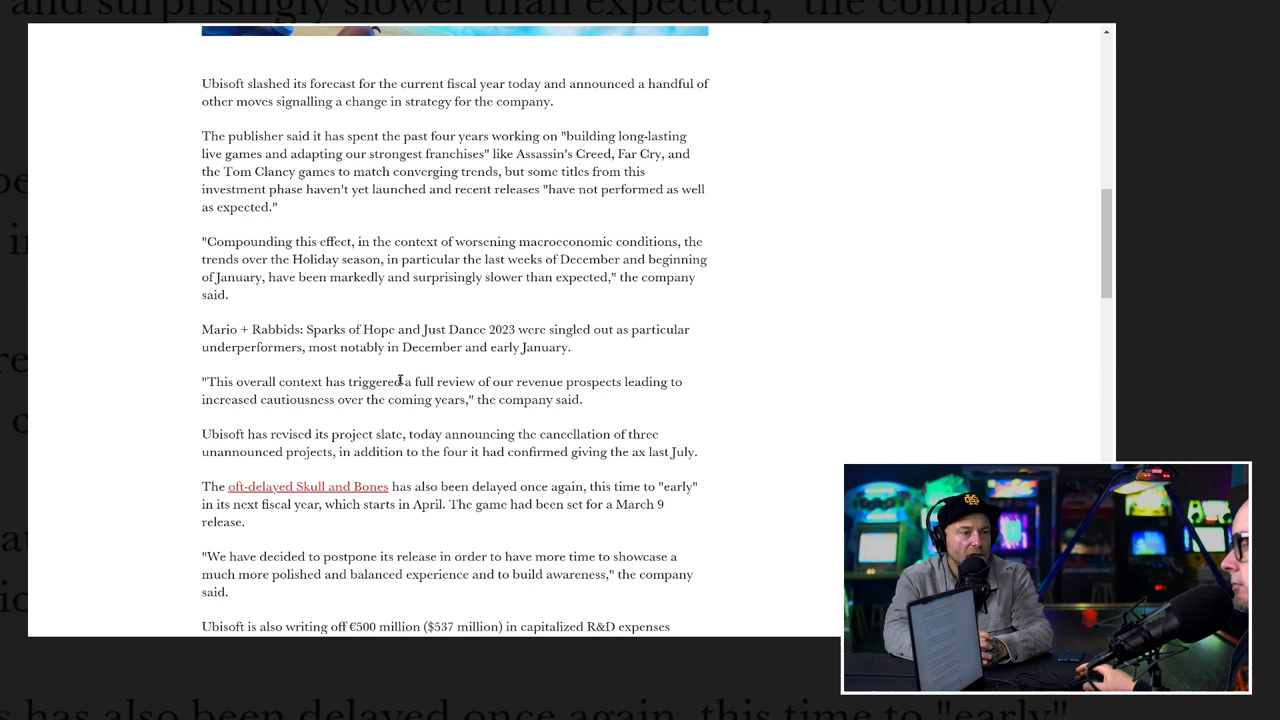 and surprisingly slower than expected," the company
Ubisoft slashed its forecast for the current fiscal year today and announced a handful of
other moves signalling a change in strategy for the company.
The publisher said it has spent the past four years working on "building long-lasting
live games and adapting our strongest franchises" like Assassin's Creed, Far Cry, and
the Tom Clancy games to match converging trends, but some titles from this
investment phase haven't yet launched and recent releases "have not performed as well
as expected."
"Compounding this effect, in the context of worsening macroeconomic conditions, the
trends over the Holiday season, in particular the last weeks of December and beginning
of January, have been markedly and surprisingly slower than expected," the company
said.
Mario + Rabbids: Sparks of Hope and Just Dance 2023 were singled out as particular
underperformers, most notably in December and early January.
"This overall context has triggered a full review of our revenue prospects leading to
increased cautiousness over the coming years," the company said.
Ubisoft has revised its project slate, today announcing the cancellation of three
unannounced projects, in addition to the four it had confirmed giving the ax last July.
The oft-delayed Skull and Bones has also been delayed once again, this time to "early"
in its next fiscal year, which starts in April. The game had been set for a March 9
release.
"We have decided to postpone its release in order to have more time to showcase a
much more polished and balanced experience and to build awareness," the company
said.
Ubisoft is also writing off €500 million ($537 million) in capitalized R&D expenses
s has also been delayed once again, this time to "early"